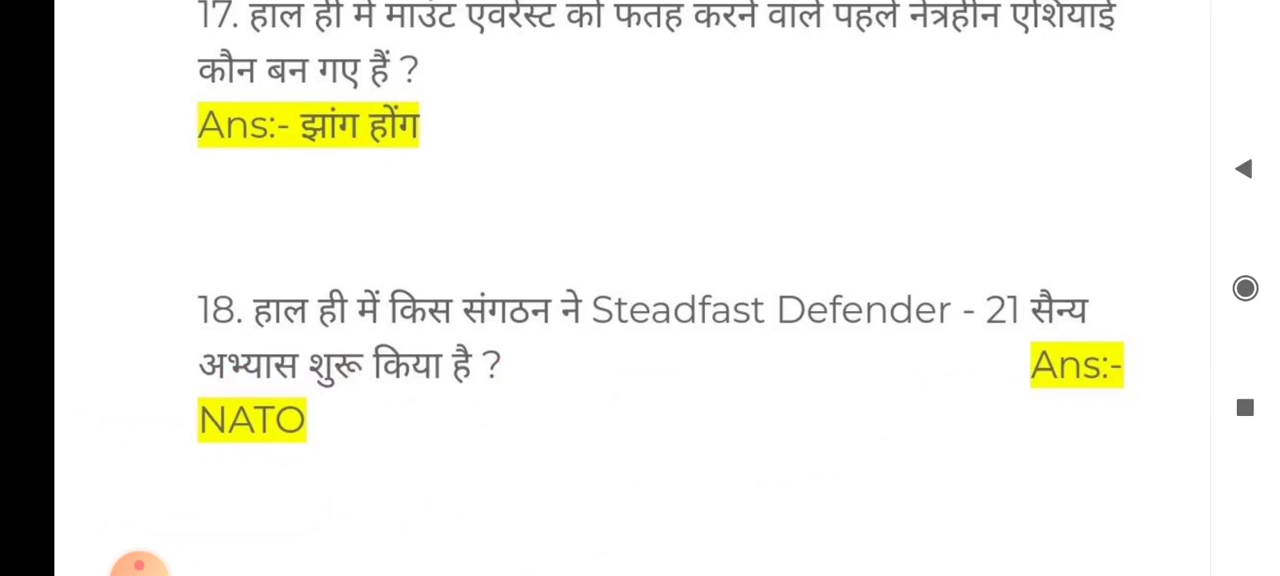 17. हाल ही में माउंट एवरेस्ट को फतह करने वाले पहले नेत्रहीन एशियाई
कौन बन गए हैं ?
Ans:- झांग होंग
18. हाल ही में किस संगठन ने Steadfast Defender - 21 सैन्य
अभ्यास शुरू किया है ? Ans:-
NATO